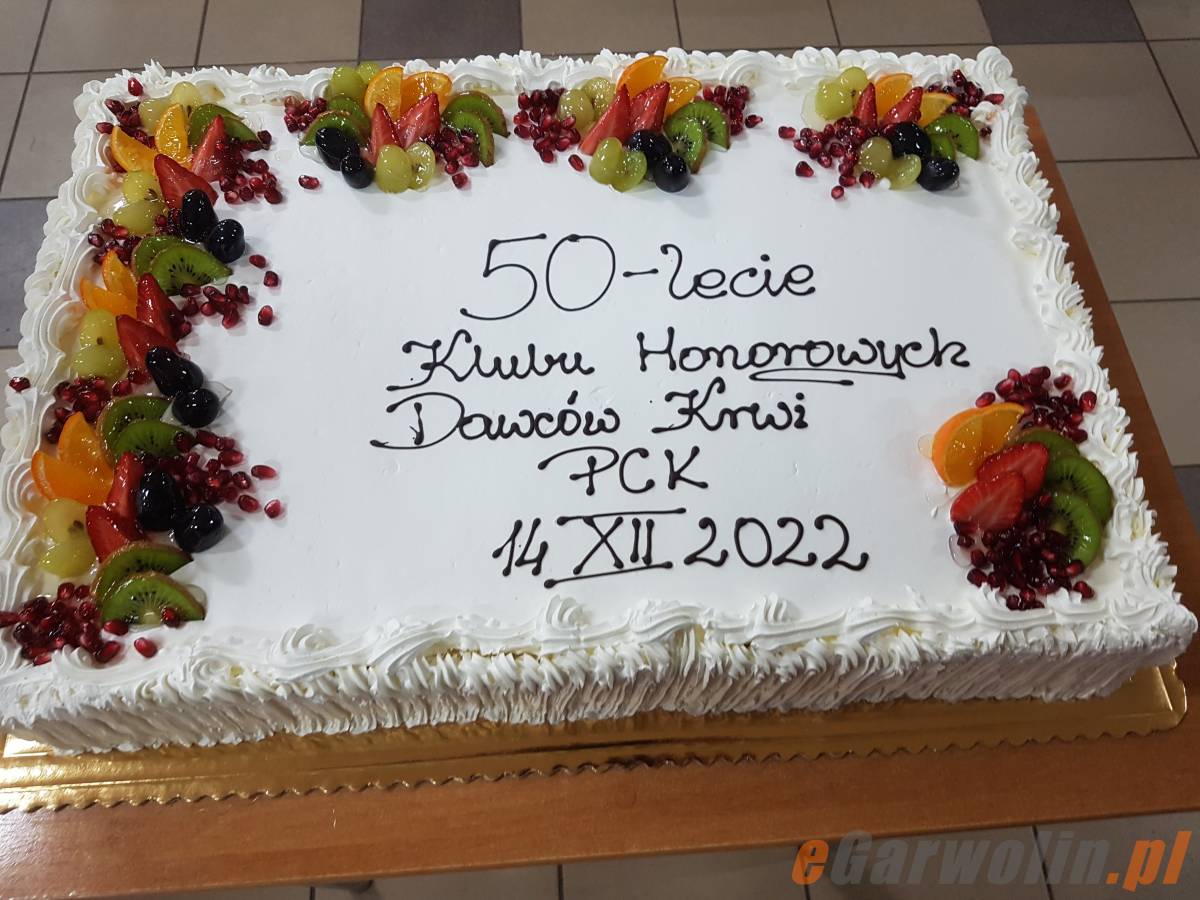 50-lecie
Klubu Honorowych
Dawców Krwi
PCK
14 XII 2022
eGarwolin.pl